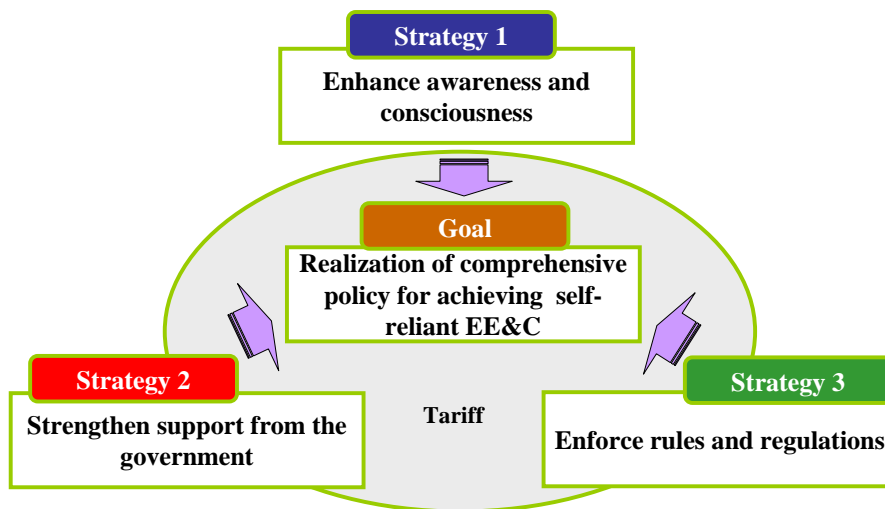 Strategy 1
Enhance awareness and
consciousness
Goal
Realization of comprehensive
policy for achieving self-
reliant EE&C
Strategy 2
Strengthen support from the
government
Tariff
Strategy 3
Enforce rules and regulations